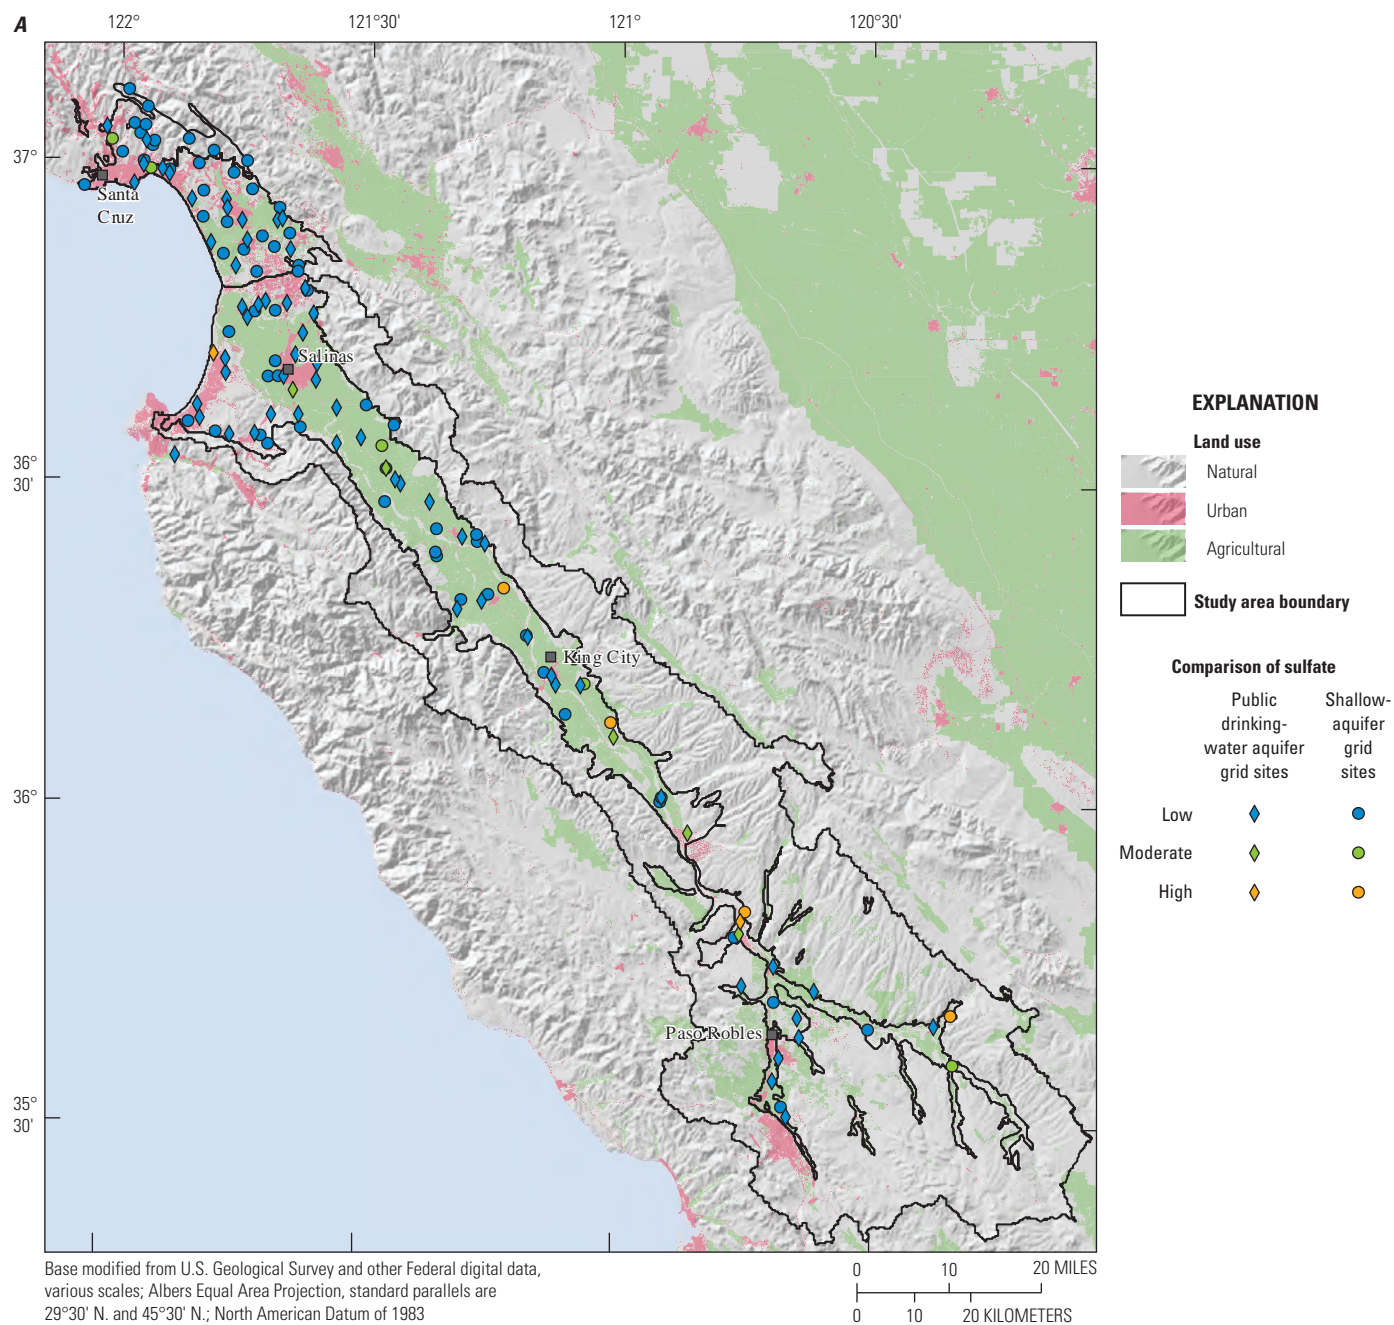 A
122°
121°30'
121°
120°30'
37°
36°
30'
36°
35°
30'
Santa
Cruz
Salinas
King City
Paso Robles
EXPLANATION
Land use
Natural
Urban
Agricultural
Study area boundary
Comparison of sulfate
Public
drinking-
water aquifer
grid sites
Shallow-
aquifer
grid
sites
Low
Moderate
High
Base modified from U.S. Geological Survey and other Federal digital data,
various scales; Albers Equal Area Projection, standard parallels are
29°30' N. and 45°30' N.; North American Datum of 1983
0 10 20 MILES
0 10 20 KILOMETERS